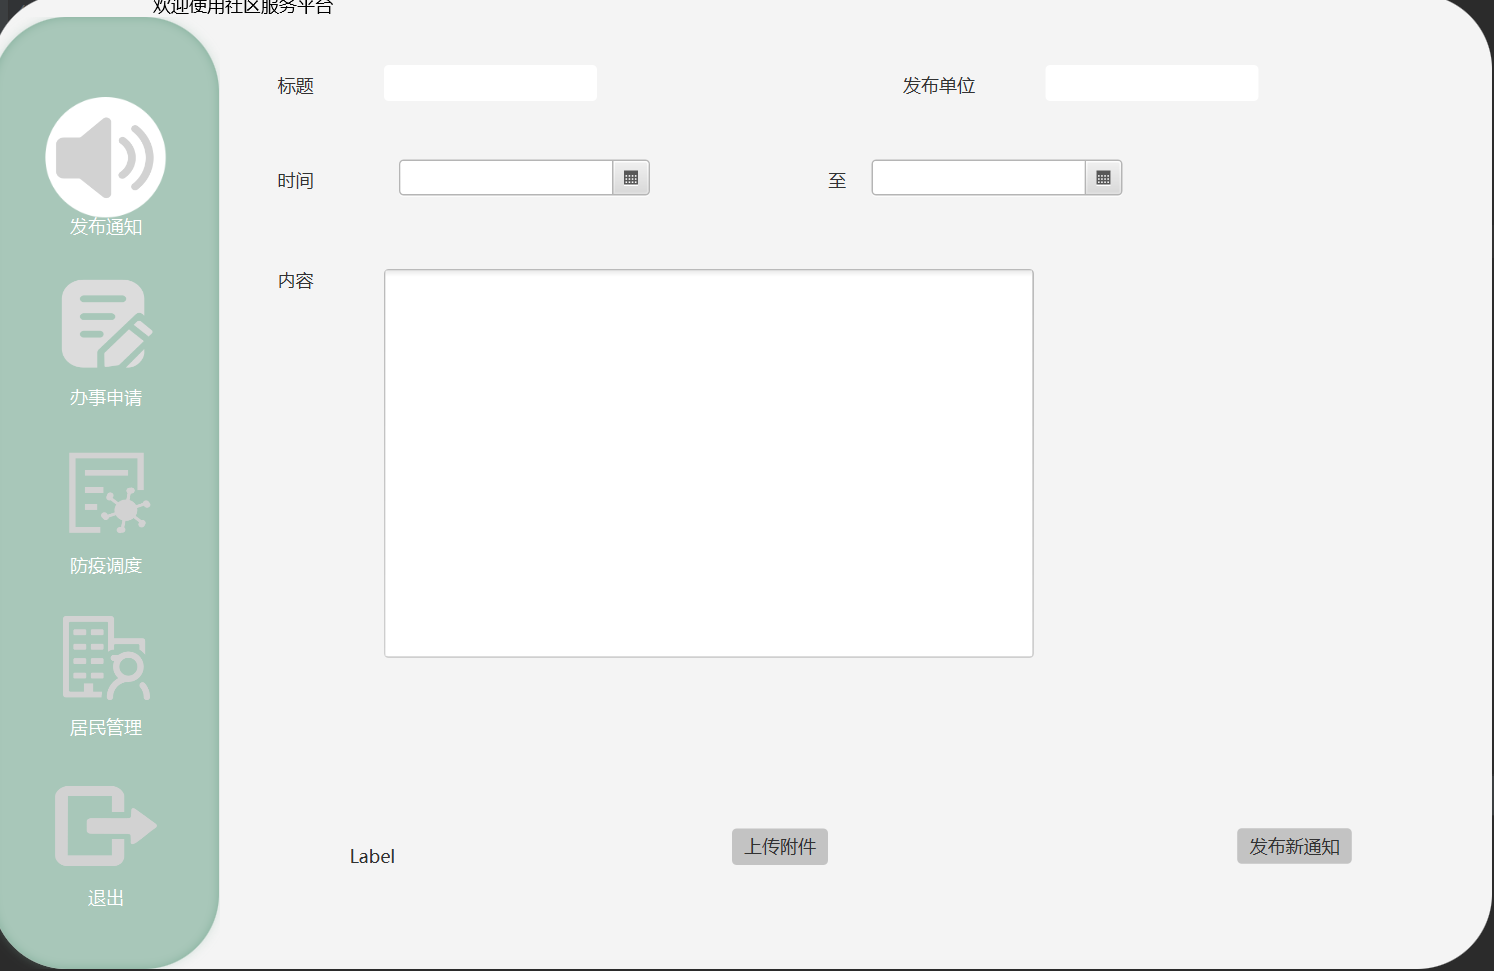 欢迎使用社区服务平台
标题
发布单位
时间
至
内容
发布通知
办事申请
防疫调度
居民管理
退出
Label
上传附件
发布新通知